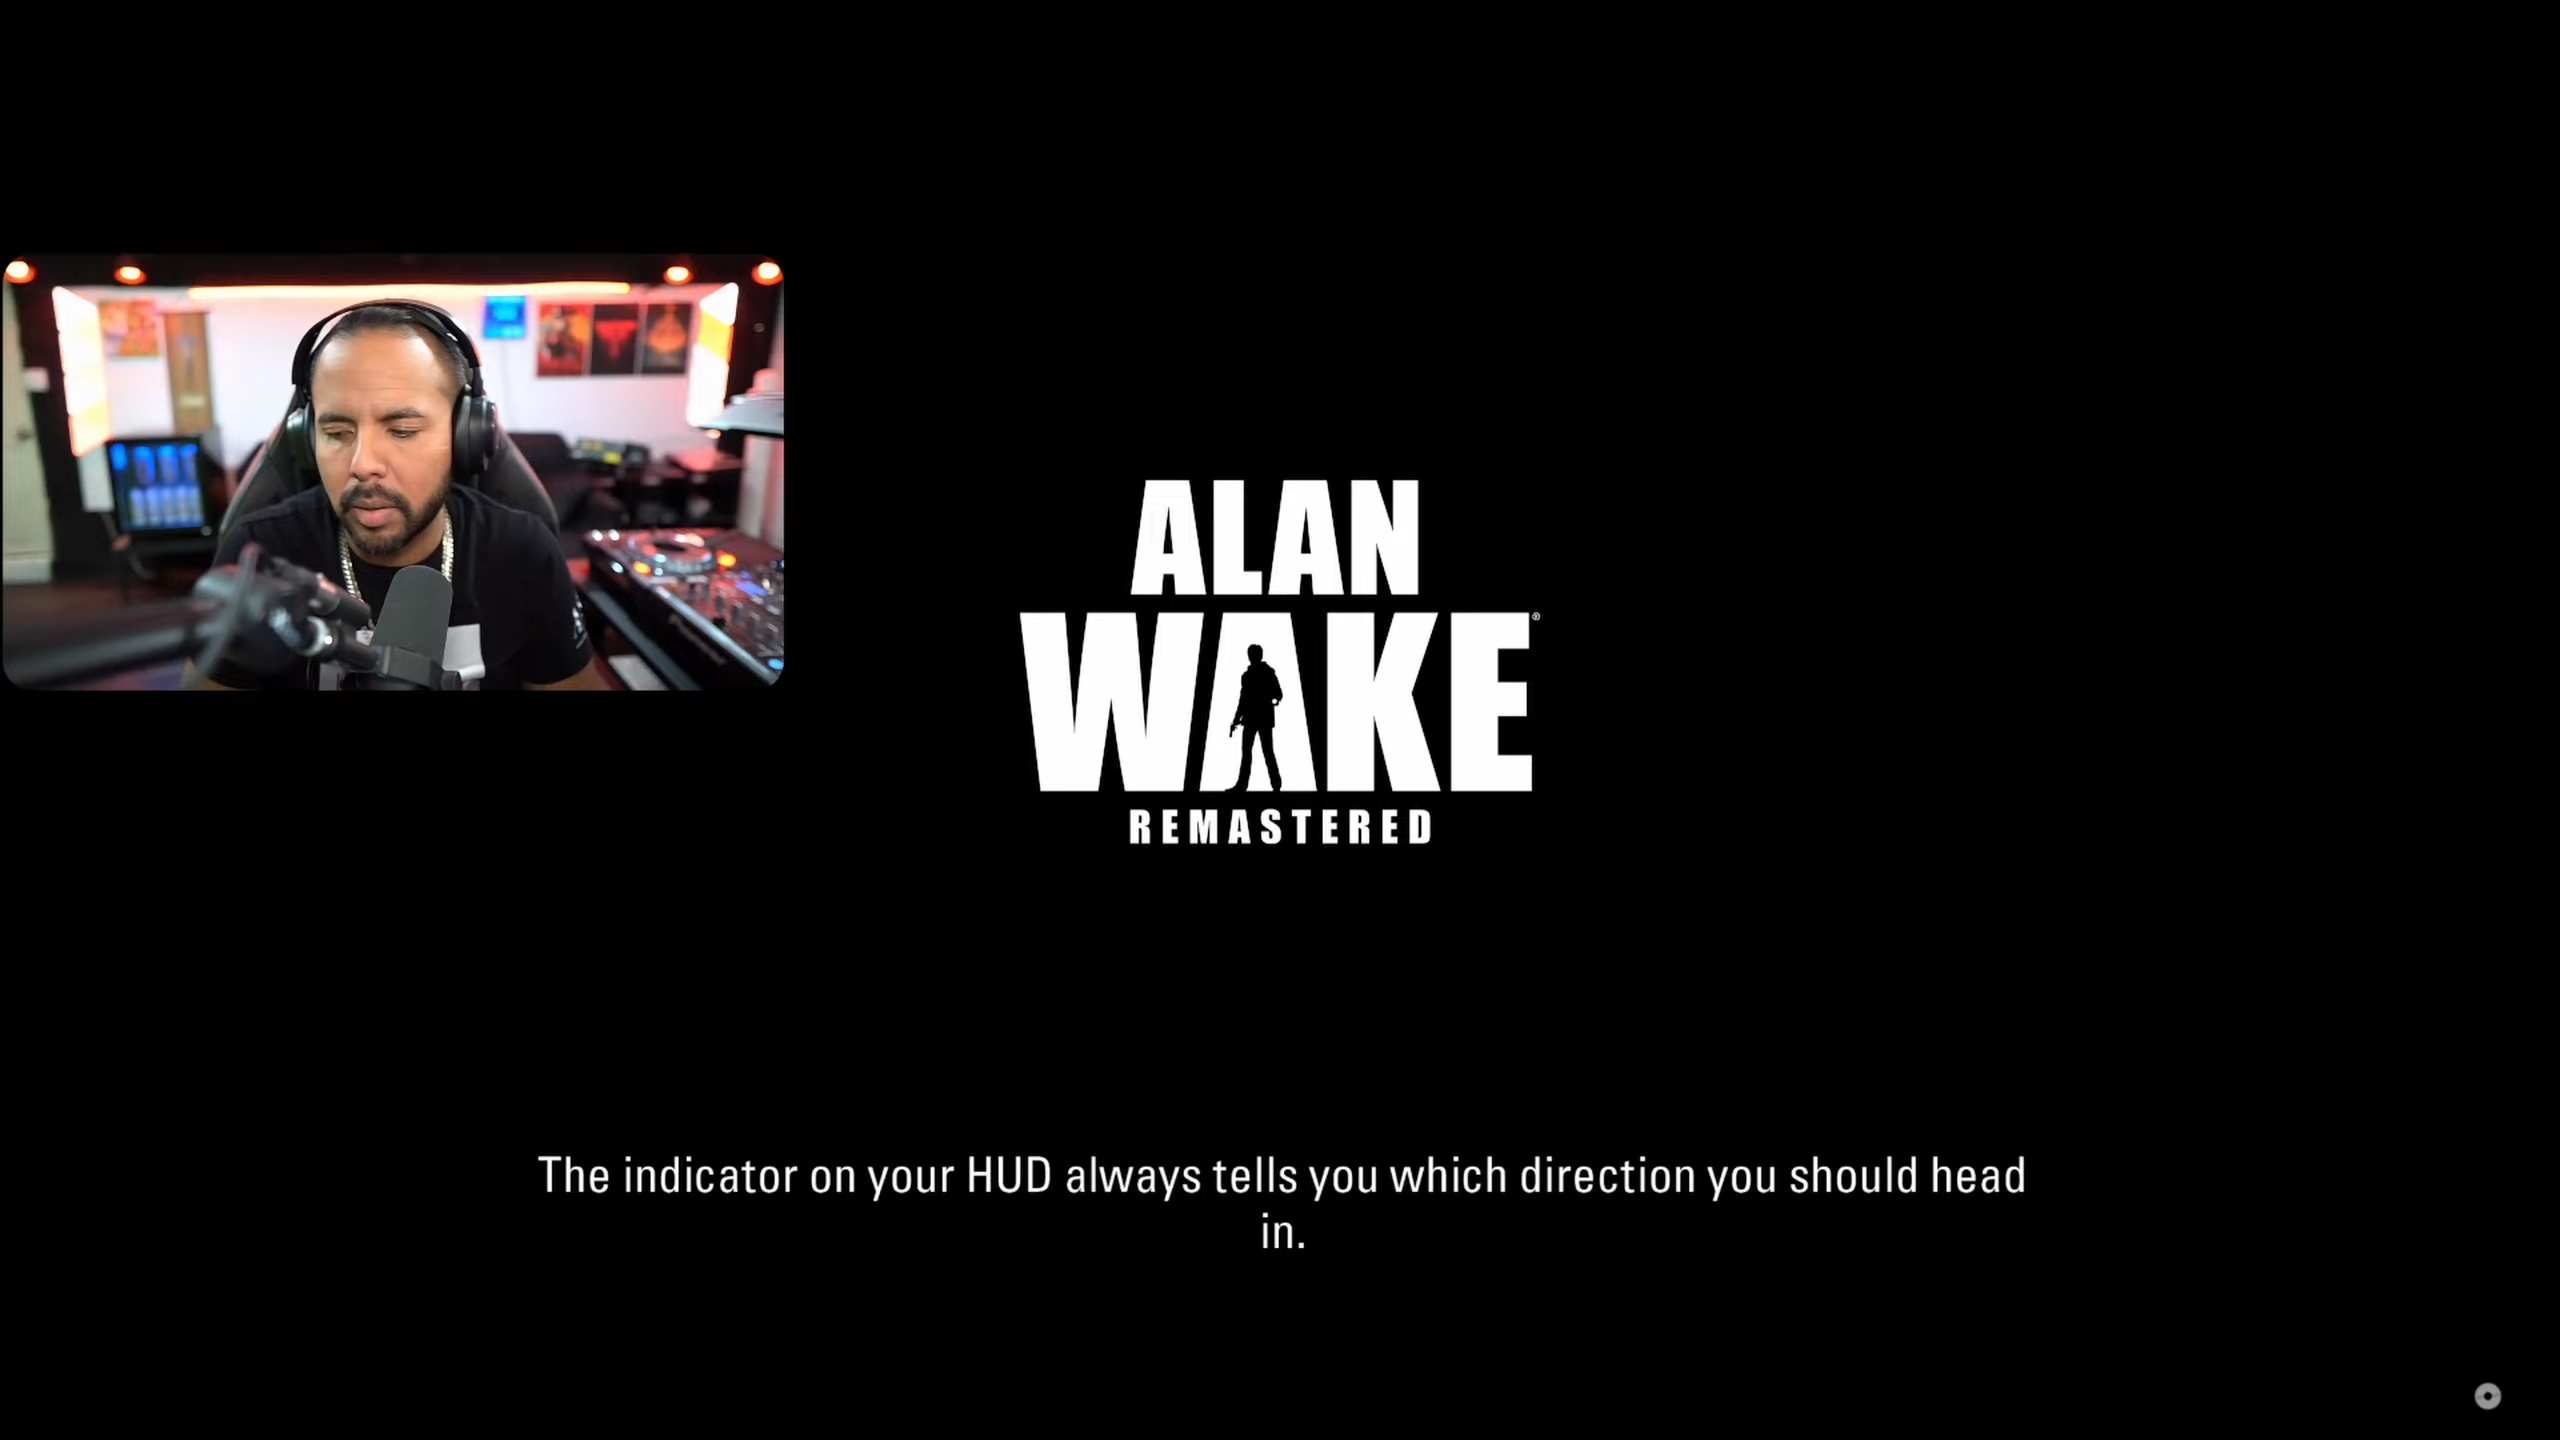 ALAN
WAKE®
REMASTERED
The indicator on your HUD always tells you which direction you should head
in.